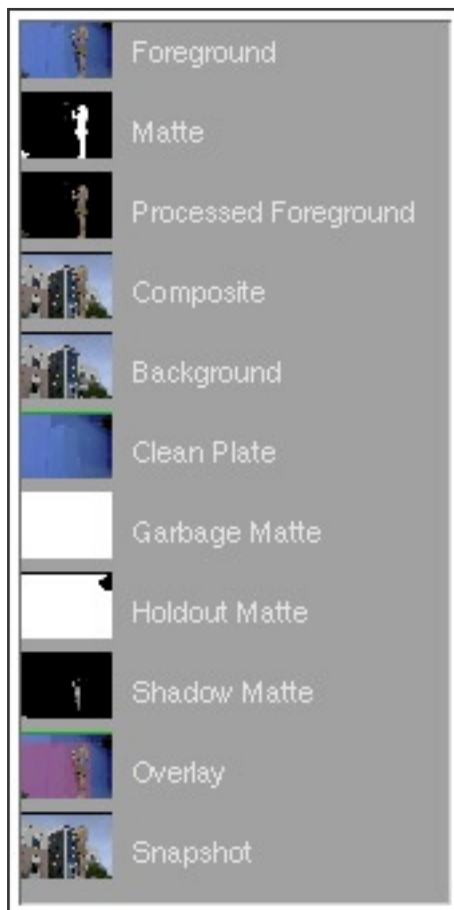 Foreground
Matte
Processed Foreground
Composite
Background
Clean Plate
Garbage Matte
Holdout Matte
Shadow Matte
Overlay
Snapshot